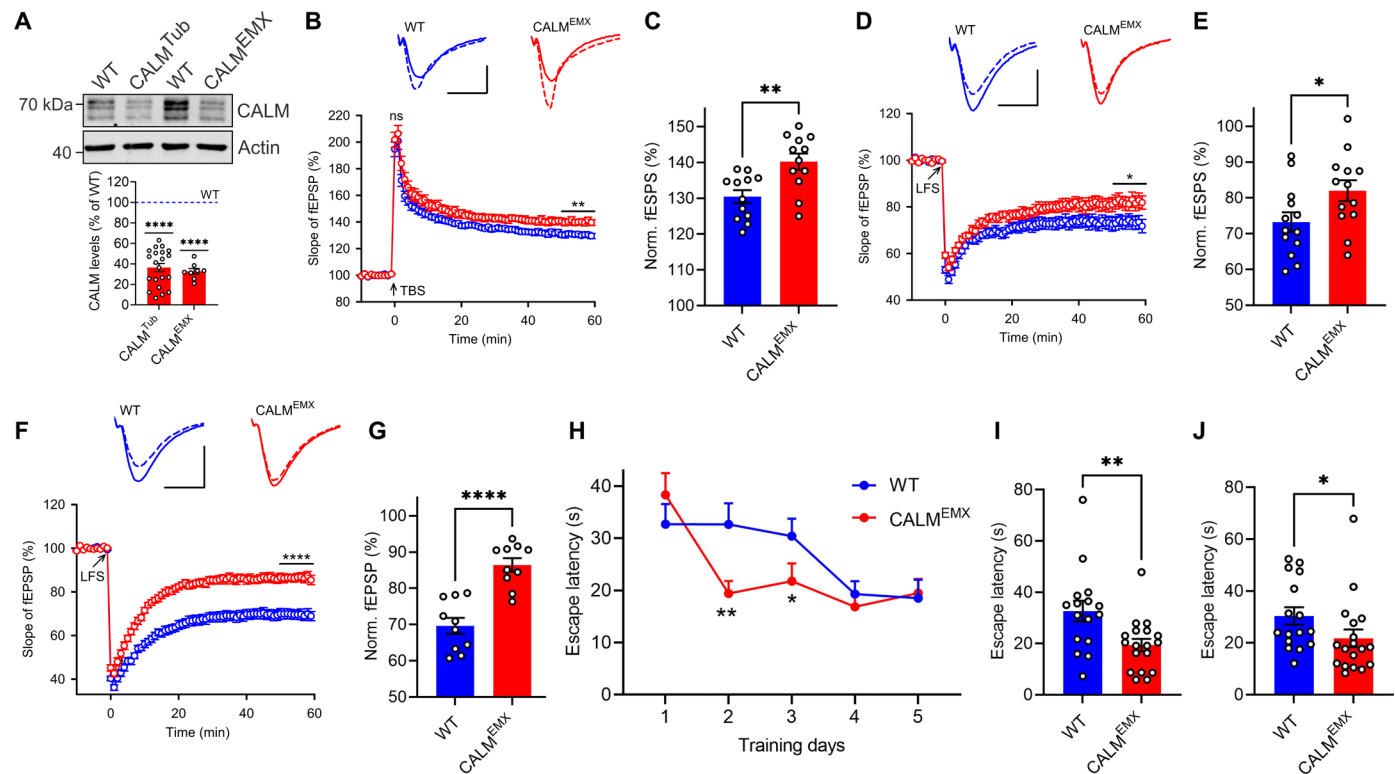 A
WT
CALM^Tub
WT
CALM^EMX
70 kDa
CALM
40
Actin
CALM levels (% of WT)
120
100
80
60
40
20
0
WT
****
****
CALM^Tub
CALM^EMX
B
WT
CALM^EMX
Slope of fEPSP (%)
200
180
160
140
120
100
80
ns
**
TBS
0
20
40
60
Time (min)
C
**
Norm. fESPS (%)
150
140
130
120
110
100
WT
CALM^EMX
D
WT
CALM^EMX
Slope of fEPSP (%)
120
100
80
60
40
LFS
*
0
20
40
60
Time (min)
E
*
Norm. fESPS (%)
110
100
90
80
70
60
50
WT
CALM^EMX
F
WT
CALM^EMX
Slope of fEPSP (%)
120
100
80
60
40
LFS
****
0
20
40
60
Time (min)
G
****
Norm. fEPSP (%)
100
90
80
70
60
50
WT
CALM^EMX
H
Escape latency (s)
40
30
20
10
0
WT
CALM^EMX
**
*
1
2
3
4
5
Training days
I
**
Escape latency (s)
80
60
40
20
0
WT
CALM^EMX
J
*
Escape latency (s)
80
60
40
20
0
WT
CALM^EMX